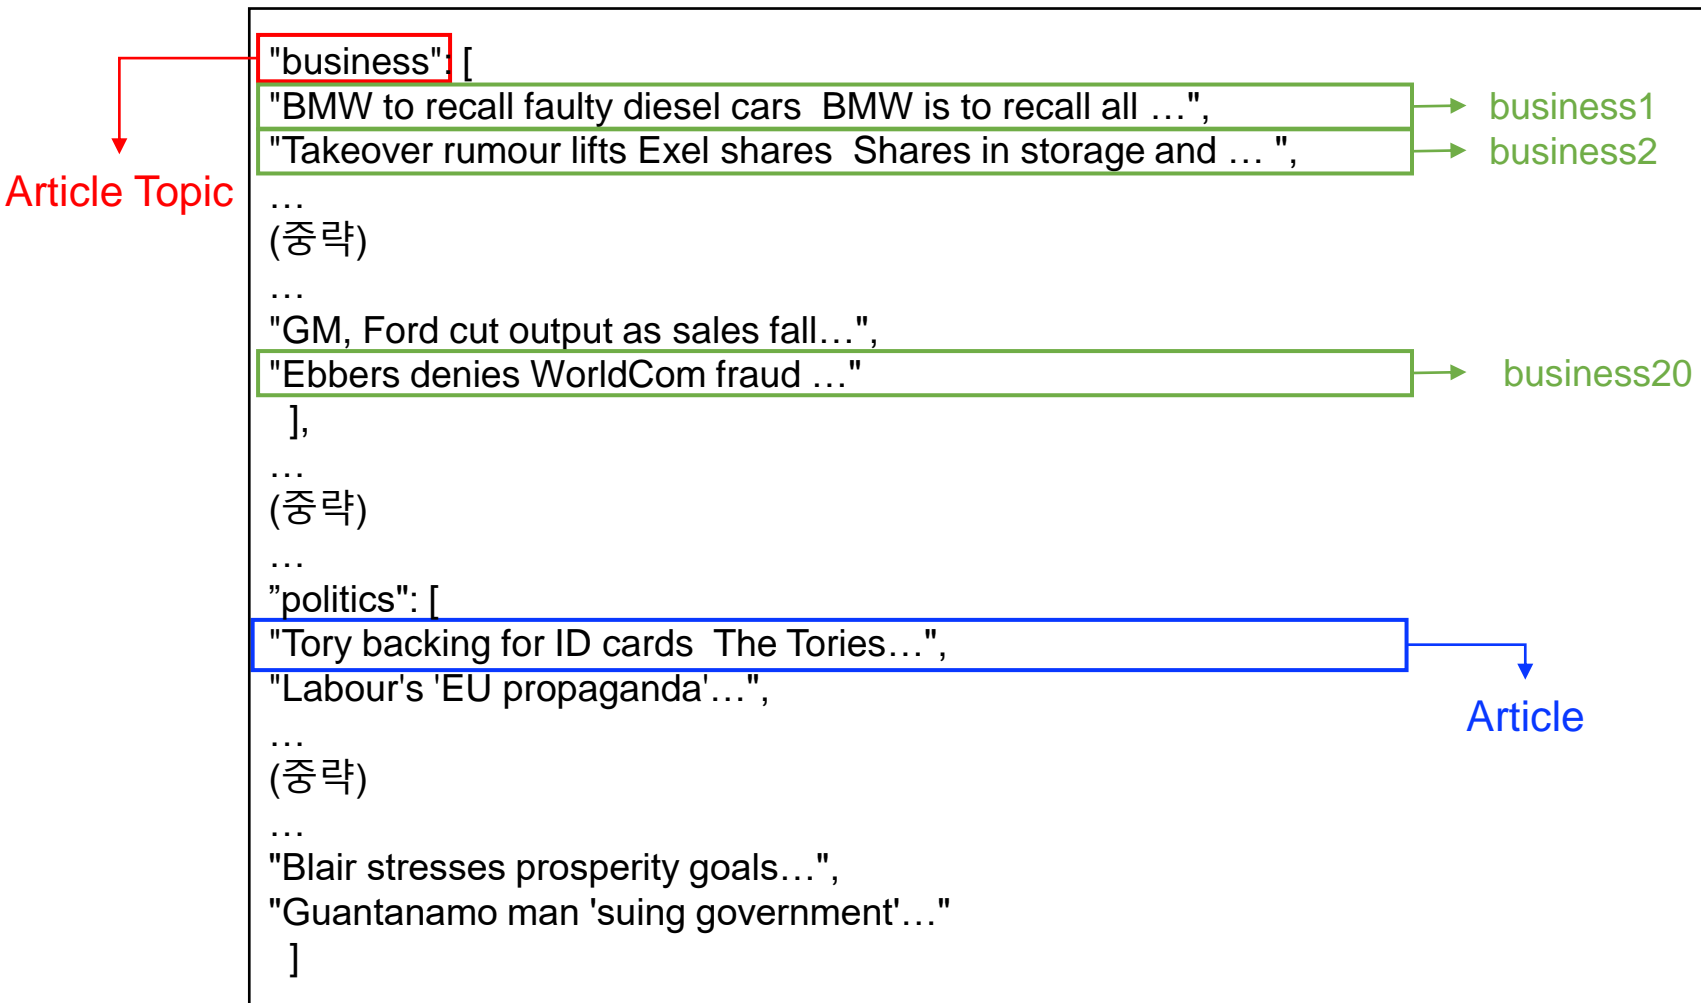 "business": [
"BMW to recall faulty diesel cars  BMW is to recall all …",
business1
"Takeover rumour lifts Exel shares  Shares in storage and … ",
business2
Article Topic
…
(중략)
…
"GM, Ford cut output as sales fall…",
"Ebbers denies WorldCom fraud …"
business20
],
…
(중략)
…
”politics": [
"Tory backing for ID cards  The Tories…",
"Labour's 'EU propaganda'…",
Article
…
(중략)
…
"Blair stresses prosperity goals…",
"Guantanamo man 'suing government'…"
]